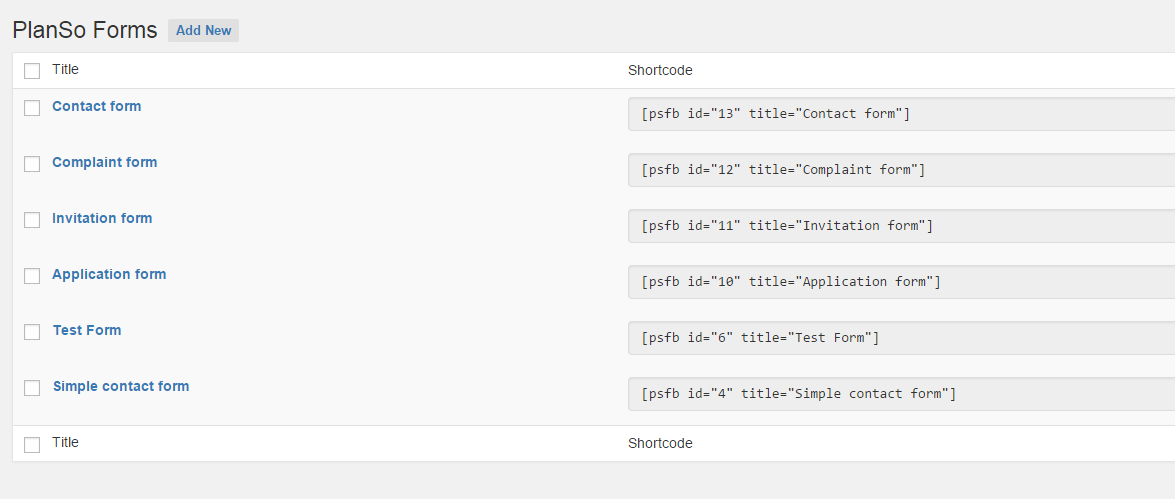 PlanSo Forms Add New
Title Shortcode
Contact form [psfb id="13" title="Contact form"]
Complaint form [psfb id="12" title="Complaint form"]
Invitation form [psfb id="11" title="Invitation form"]
Application form [psfb id="10" title="Application form"]
Test Form [psfb id="6" title="Test Form"]
Simple contact form [psfb id="4" title="Simple contact form"]
Title Shortcode